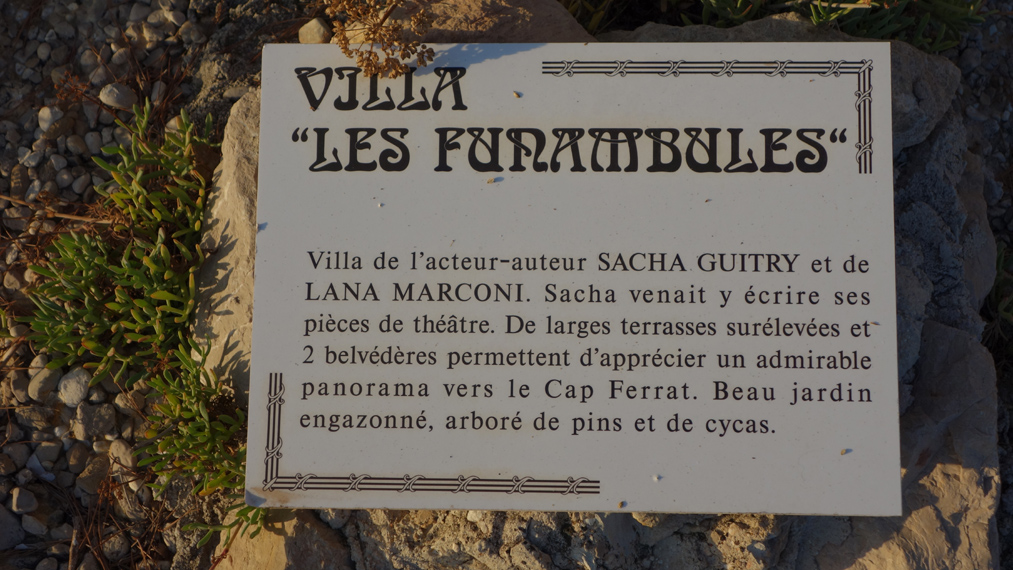 VILLA
“LES FUNAMBULES“
Villa de l'acteur-auteur SACHA GUITRY et de
LANA MARCONI. Sacha venait y écrire ses
pièces de théâtre. De larges terrasses surélevées et
2 belvédères permettent d'apprécier un admirable
panorama vers le Cap Ferrat. Beau jardin
engazonné, arboré de pins et de cycas.